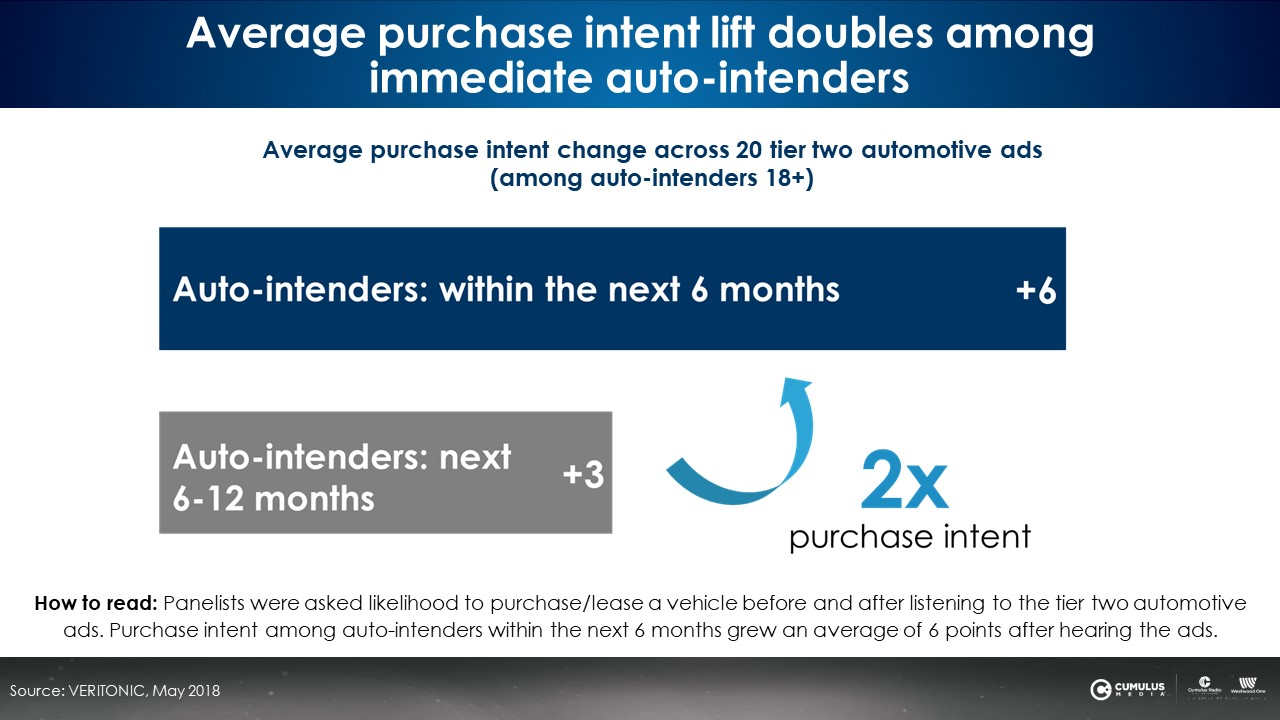 Average purchase intent lift doubles among
immediate auto-intenders
Average purchase intent change across 20 tier two automotive ads
(among auto-intenders 18+)
Auto-intenders: within the next 6 months +6
Auto-intenders: next
6-12 months
+3
2x
purchase intent
How to read: Panelists were asked likelihood to purchase/lease a vehicle before and after listening to the tier two automotive
ads. Purchase intent among auto-intenders within the next 6 months grew an average of 6 points after hearing the ads.
Source: VERITONIC, May 2018
CUMULUS
MEDIA
Cumulus Radio
Westwood One